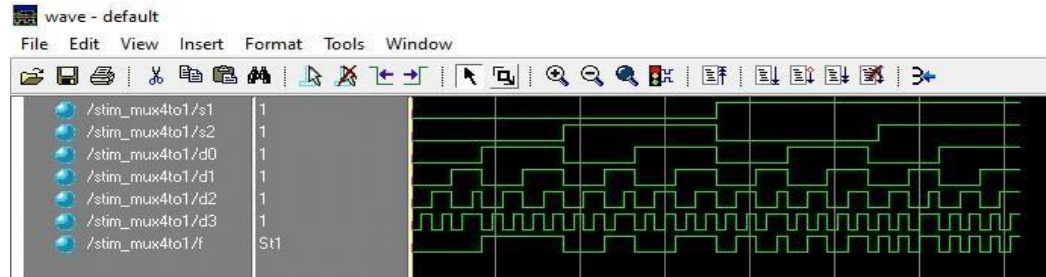 wave - default
File Edit View Insert Format Tools Window
/stim_mux4to1/s1 1
/stim_mux4to1/s2 1
/stim_mux4to1/d0 1
/stim_mux4to1/d1 1
/stim_mux4to1/d2 1
/stim_mux4to1/d3 1
/stim_mux4to1/f St1